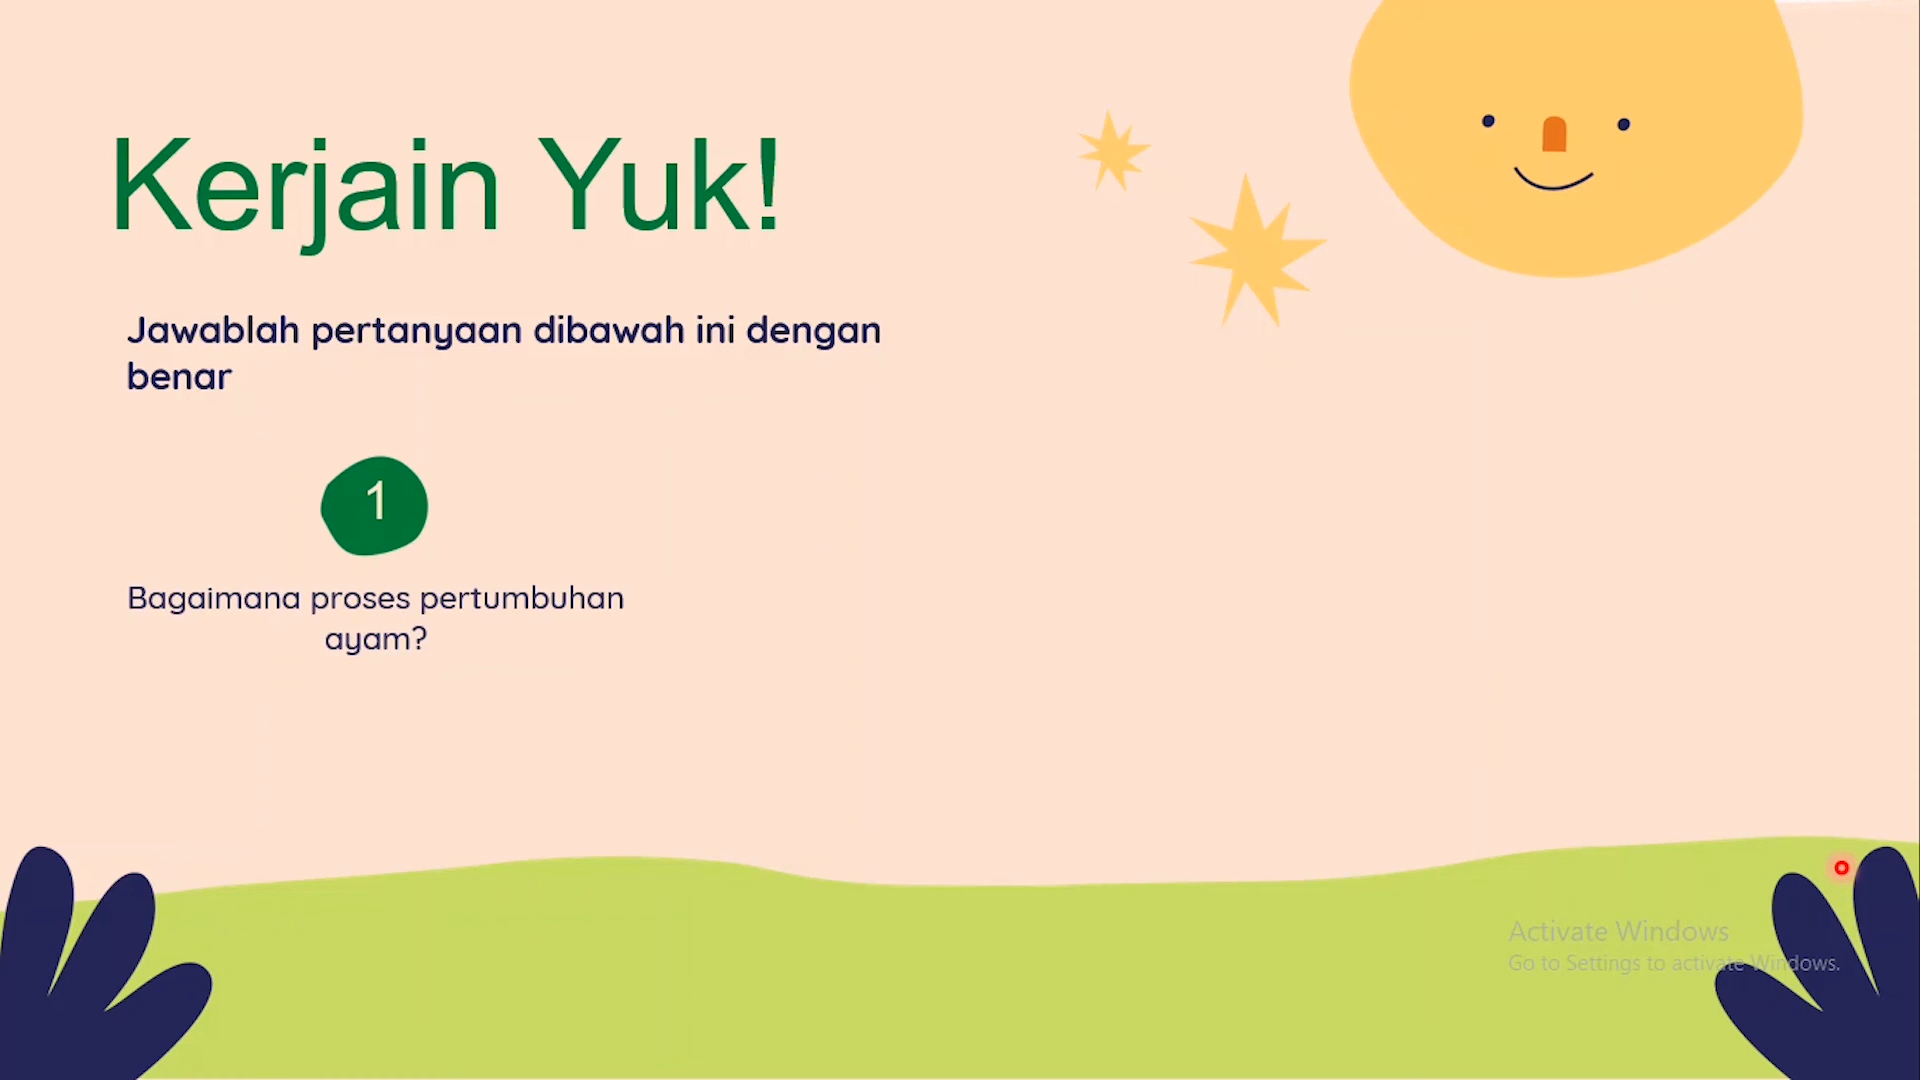 Kerjain Yuk!
Jawablah pertanyaan dibawah ini dengan
benar
1
Bagaimana proses pertumbuhan
ayam?
Activate Windows
Go to Settings to activate Windows.